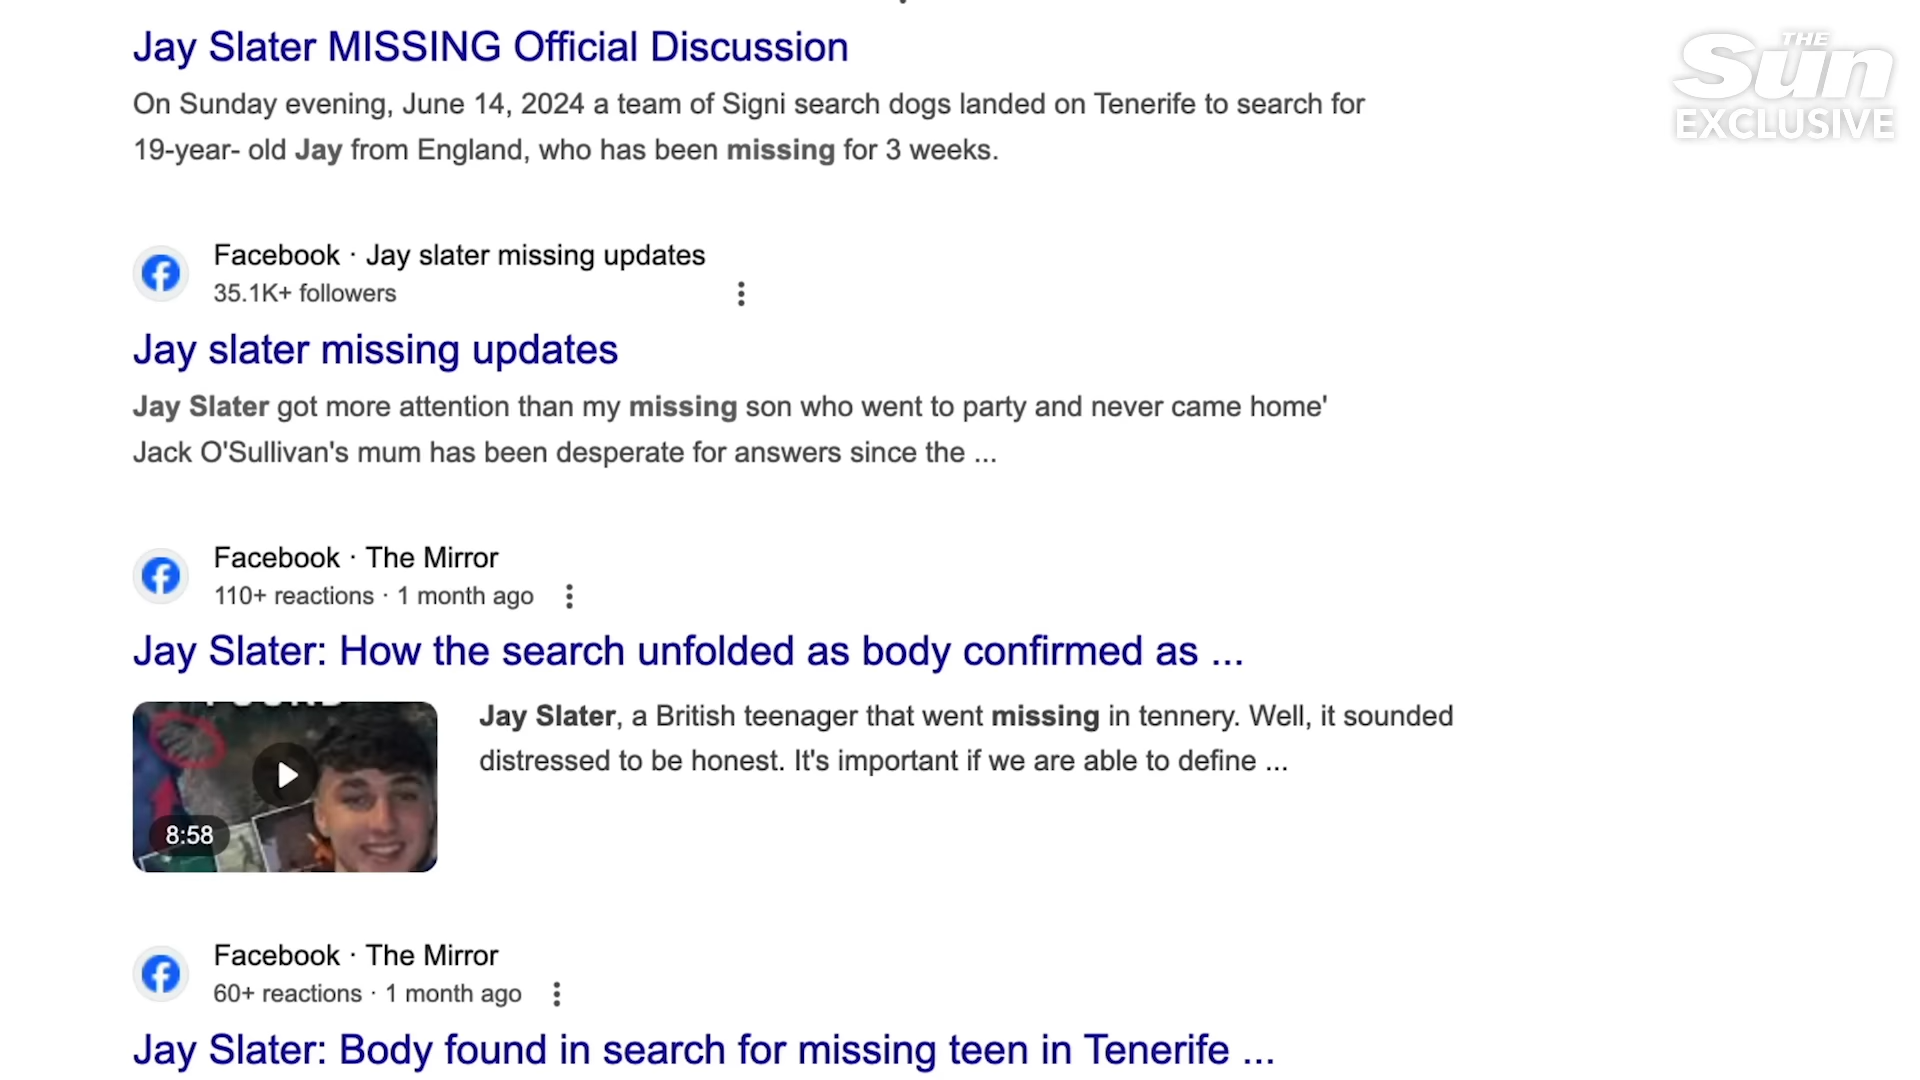 THE
Sun
EXCLUSIVE
Jay Slater MISSING Official Discussion
On Sunday evening, June 14, 2024 a team of Signi search dogs landed on Tenerife to search for
19-year- old Jay from England, who has been missing for 3 weeks.
Facebook · Jay slater missing updates
35.1K+ followers
Jay slater missing updates
Jay Slater got more attention than my missing son who went to party and never came home'
Jack O'Sullivan's mum has been desperate for answers since the ...
Facebook · The Mirror
110+ reactions · 1 month ago
Jay Slater: How the search unfolded as body confirmed as ...
8:58
Jay Slater, a British teenager that went missing in tennery. Well, it sounded
distressed to be honest. It's important if we are able to define ...
Facebook · The Mirror
60+ reactions · 1 month ago
Jay Slater: Body found in search for missing teen in Tenerife ...